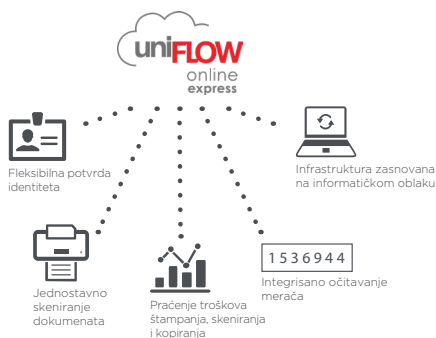 uniFLOW
online
express
Fleksibilna potvrda
identiteta
Infrastruktura zasnovana
na informatičkom oblaku
Jednostavno
skeniranje
dokumenata
Praćenje troškova
štampanja, skeniranja
i kopiranja
1536944
Integrisano očitavanje
merača